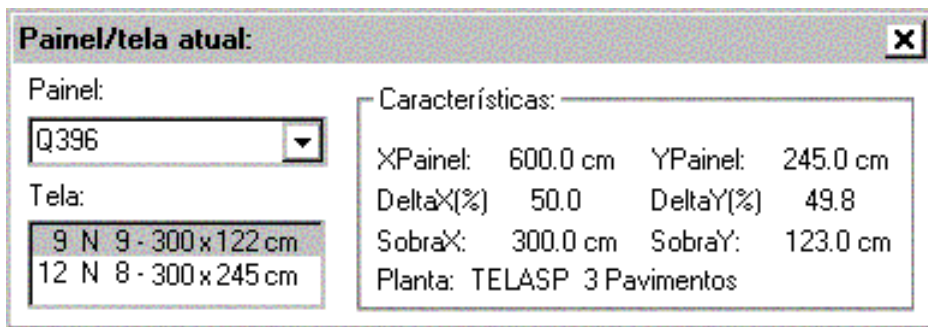 Painel/tela atual:
Painel:
Q396
Tela:
9 N 9 - 300 x 122 cm
12 N 8 - 300 x 245 cm
Características:
XPainel: 600.0 cm YPainel: 245.0 cm
DeltaX(%) 50.0 DeltaY(%) 49.8
SobraX: 300.0 cm SobraY: 123.0 cm
Planta: TELASP 3 Pavimentos